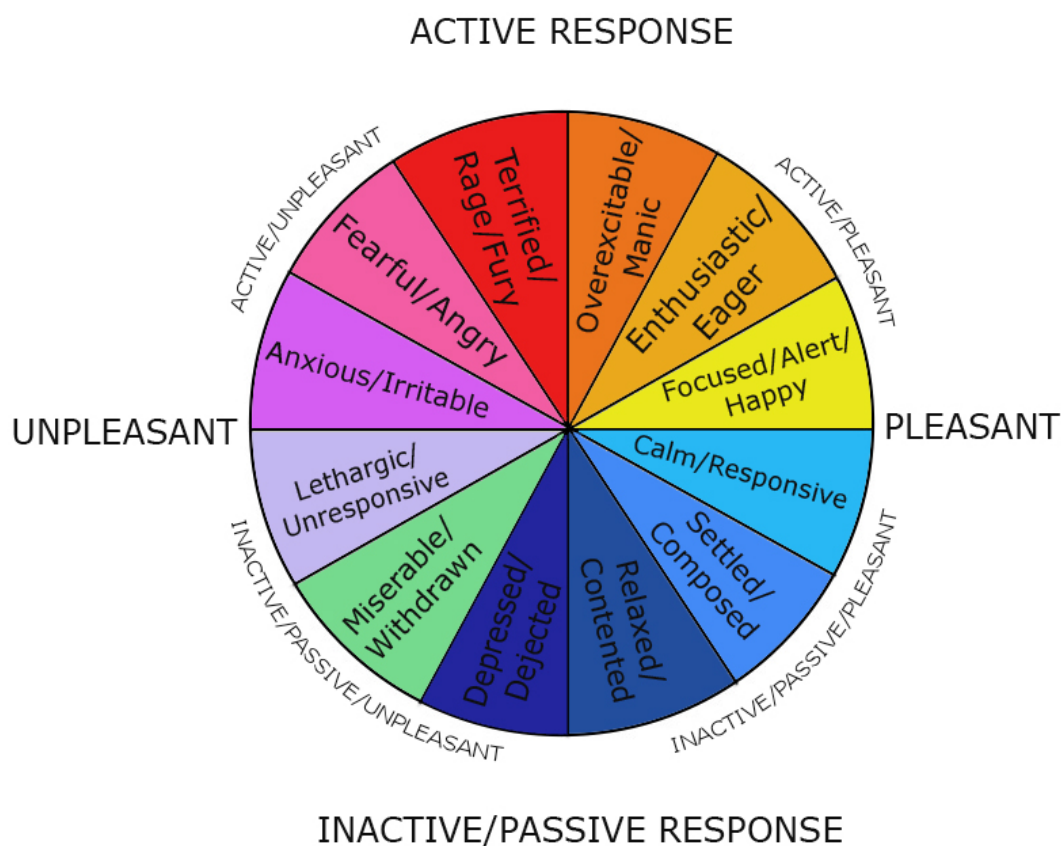 ACTIVE RESPONSE
ACTIVE/UNPLEASANT
ACTIVE/PLEASANT
Terrified/
Rage/Fury
Overexcitable/
Manic
Fearful/Angry
Enthusiastic/
Eager
Anxious/Irritable
Focused/Alert/
Happy
UNPLEASANT
PLEASANT
Lethargic/
Unresponsive
Calm/Responsive
Miserable/
Withdrawn
Settled/
Composed
Depressed/
Dejected
Relaxed/
Contented
INACTIVE/PASSIVE/UNPLEASANT
INACTIVE/PASSIVE/PLEASANT
INACTIVE/PASSIVE RESPONSE